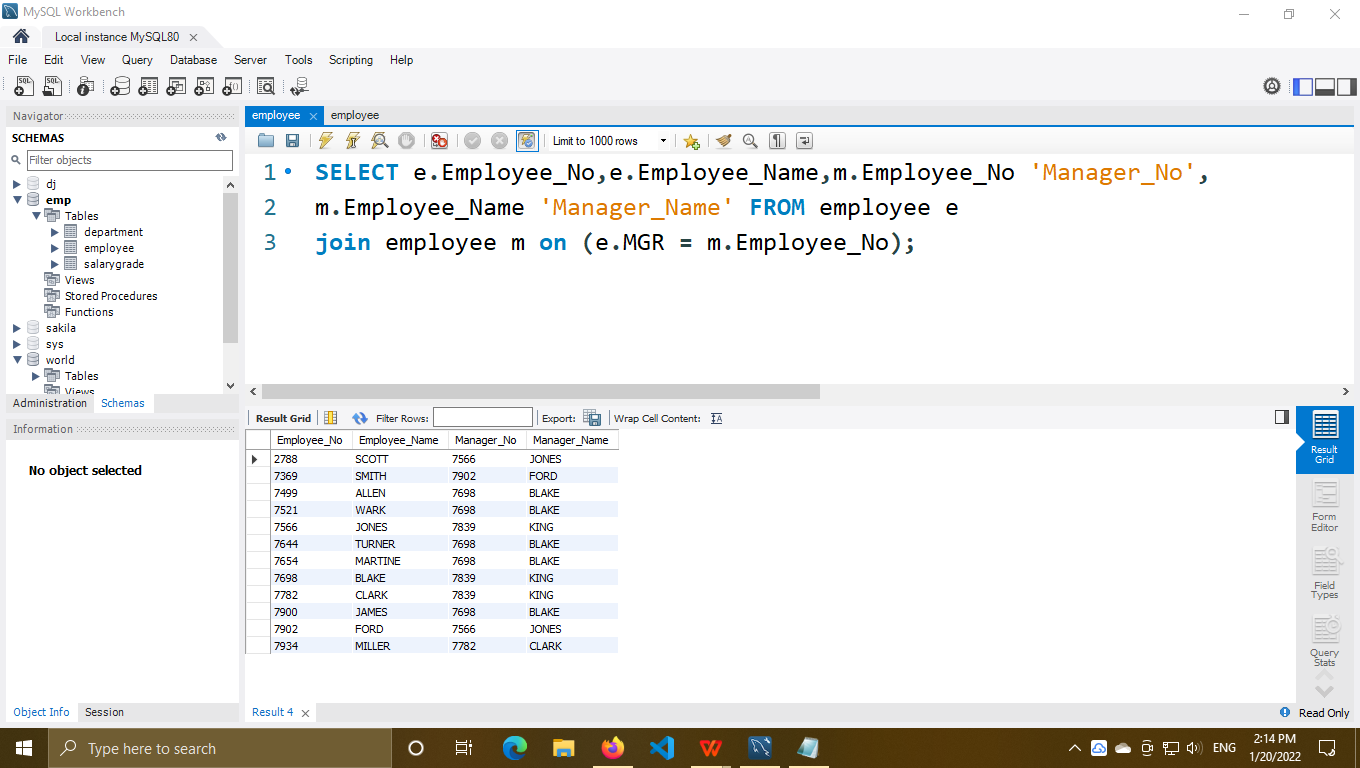 MySQL Workbench
Local instance MySQL80
File Edit View Query Database Server Tools Scripting Help
Navigator
SCHEMAS
Filter objects
dj
emp
Tables
department
employee
salarygrade
Views
Stored Procedures
Functions
sakila
sys
world
Tables
Views
Administration Schemas
Information
No object selected
Object Info Session
employee employee
Limit to 1000 rows
1 SELECT e.Employee_No,e.Employee_Name,m.Employee_No 'Manager_No',
2 m.Employee_Name 'Manager_Name' FROM employee e
3 join employee m on (e.MGR = m.Employee_No);
Result Grid Filter Rows: Export: Wrap Cell Content:
Employee_No Employee_Name Manager_No Manager_Name
2788 SCOTT 7566 JONES
7369 SMITH 7902 FORD
7499 ALLEN 7698 BLAKE
7521 WARK 7698 BLAKE
7566 JONES 7839 KING
7644 TURNER 7698 BLAKE
7654 MARTINE 7698 BLAKE
7698 BLAKE 7839 KING
7782 CLARK 7839 KING
7900 JAMES 7698 BLAKE
7902 FORD 7566 JONES
7934 MILLER 7782 CLARK
Result
Grid
Form
Editor
Field
Types
Query
Stats
Result 4
Read Only
Type here to search
ENG
2:14 PM
1/20/2022